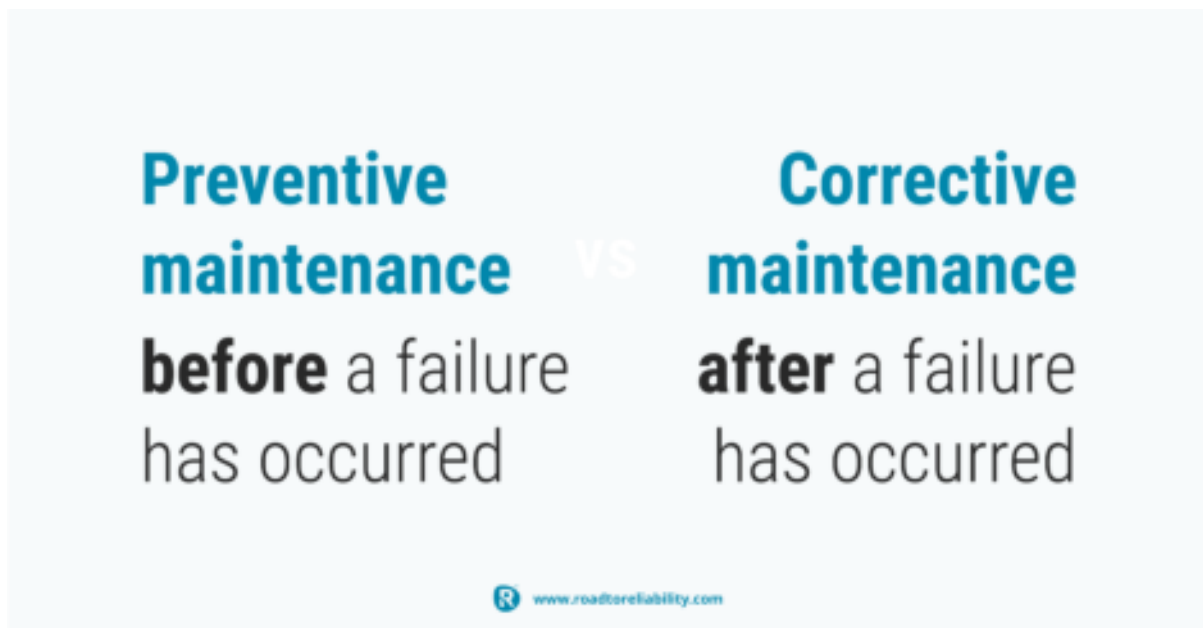 Preventive
maintenance
before a failure
has occurred
vs
Corrective
maintenance
after a failure
has occurred
www.roadtoreliability.com